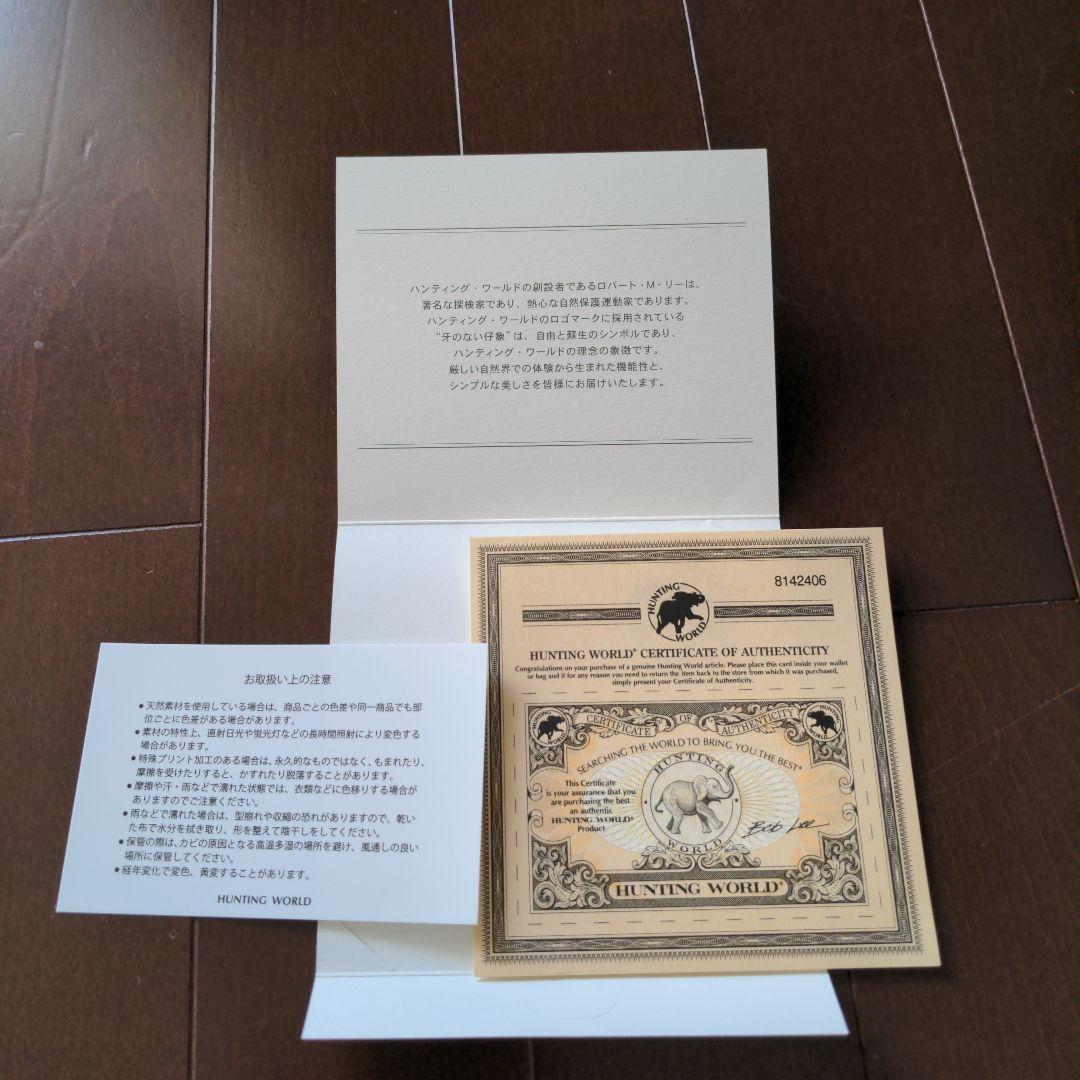 ハンティング・ワールドの創設者であるロバート・M・リーは、
著名な探検家であり、熱心な自然保護運動家であります。
ハンティング・ワールドのロゴマークに採用されている
“牙のない仔象”は、自由と蘇生のシンボルであり、
ハンティング・ワールドの理念の象徴です。
厳しい自然界での体験から生まれた機能性と、
シンプルな美しさを皆様にお届けいたします。
お取扱い上の注意
●天然素材を使用している場合は、商品ごとの色差や同一商品でも部
位ごとに色差がある場合があります。
●素材の特性上、直射日光や蛍光灯などの長時間照射により変色する
場合があります。
●特殊プリント加工のある場合は、永久的なものではなく、もまれたり、
摩擦を受けたりすると、かすれたり脱落することがあります。
●摩擦や汗・雨などで濡れた状態では、衣類などに色移りする場合が
ありますのでご注意ください。
●雨などで濡れた場合は、型崩れや収縮の恐れがありますので、乾い
た布で水分を拭き取り、形を整えて陰干しをしてください。
●保管の際は、カビの原因となる高温多湿の場所を避け、風通しの良い
場所に保管してください。
●経年変化で変色、黄変することがあります。
HUNTING WORLD
8142406
HUNTING
WORLD
HUNTING WORLD® CERTIFICATE OF AUTHENTICITY
Congratulations on your purchase of a genuine Hunting World article. Please place this card inside your wallet
or bag and if for any reason you need to return the item back to the store from which it was purchased,
simply present your Certificate of Authenticity.
HUNTING
WORLD
CERTIFICATE OF AUTHENTICITY
HUNTING
WORLD
SEARCHING THE WORLD TO BRING YOU THE BEST®
HUNTING
WORLD
This Certificate
is your assurance that you
are purchasing the best
an authentic
HUNTING WORLD®
Product
Bob Lee
HUNTING WORLD®